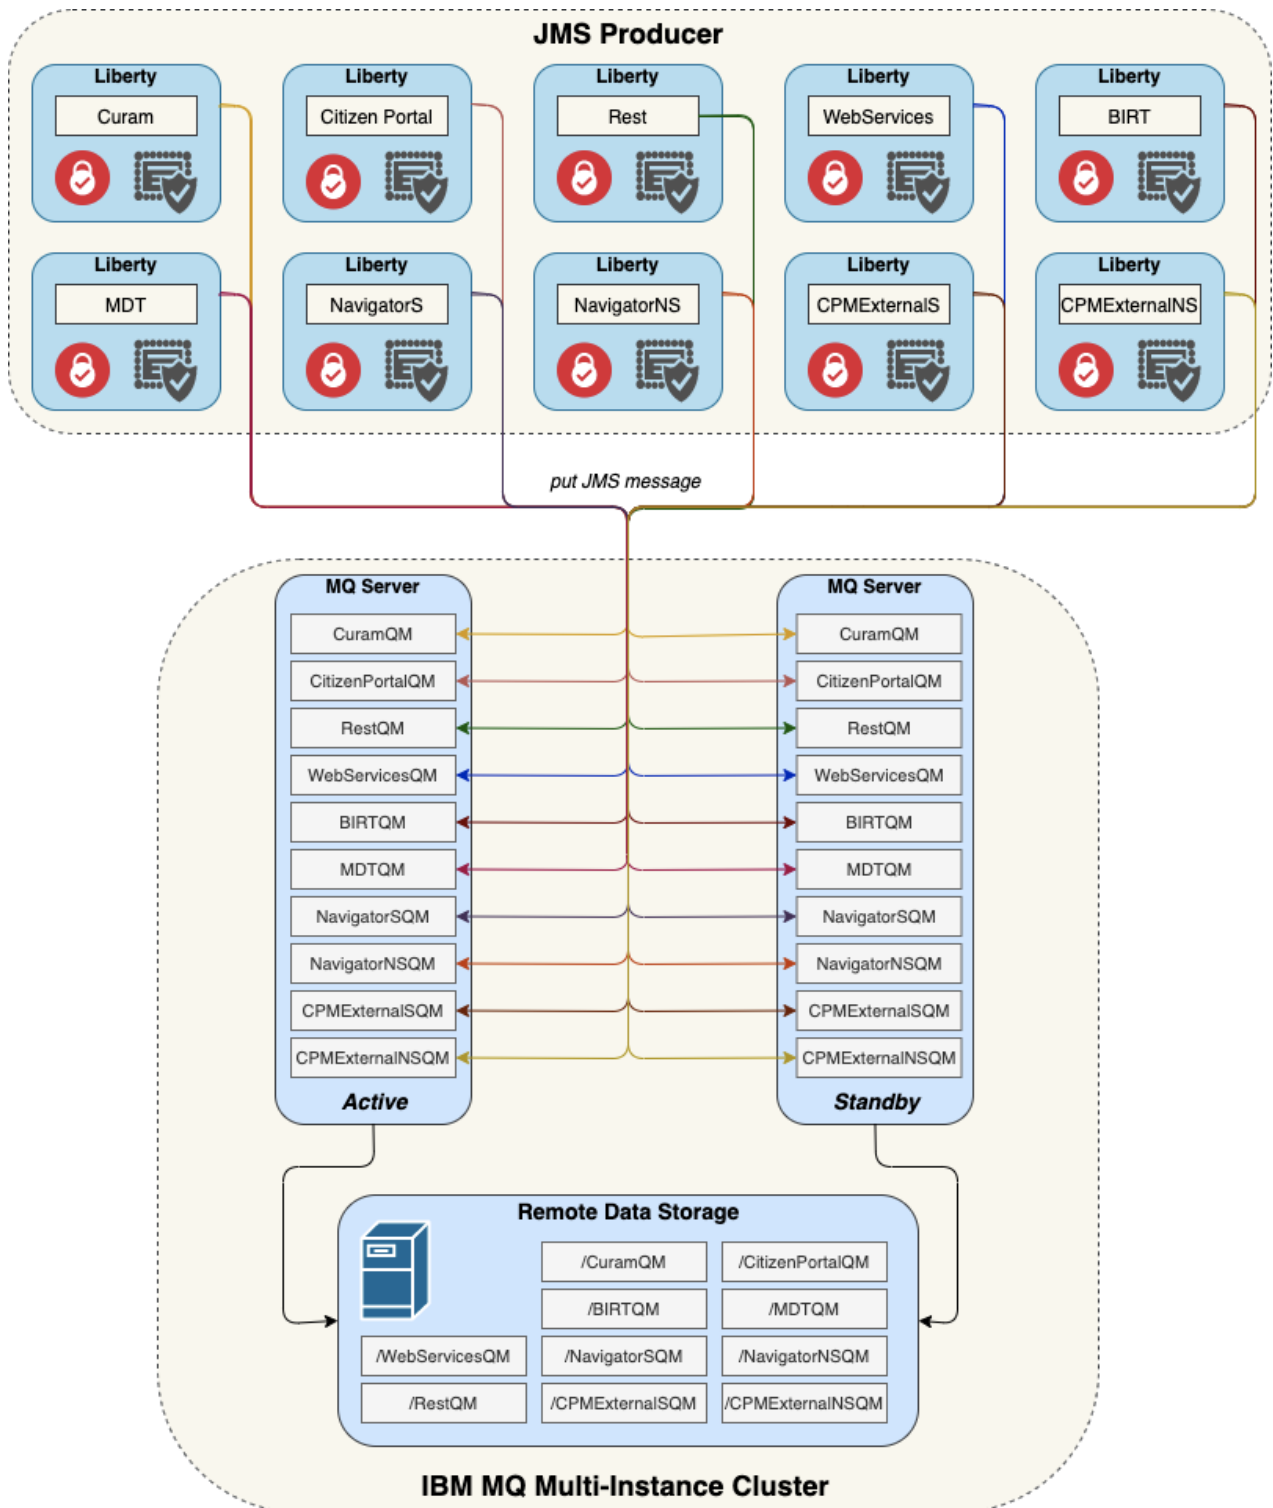 JMS Producer
Liberty
Liberty
Liberty
Liberty
Liberty
Curam
Citizen Portal
Rest
WebServices
BIRT
Liberty
Liberty
Liberty
Liberty
Liberty
MDT
NavigatorS
NavigatorNS
CPMExternalS
CPMExternalNS
put JMS message
MQ Server
CuramQM
CitizenPortalQM
RestQM
WebServicesQM
BIRTQM
MDTQM
NavigatorSQM
NavigatorNSQM
CPMExternalSQM
CPMExternalNSQM
Active
MQ Server
CuramQM
CitizenPortalQM
RestQM
WebServicesQM
BIRTQM
MDTQM
NavigatorSQM
NavigatorNSQM
CPMExternalSQM
CPMExternalNSQM
Standby
Remote Data Storage
/CuramQM
/CitizenPortalQM
/BIRTQM
/MDTQM
/WebServicesQM
/NavigatorSQM
/NavigatorNSQM
/RestQM
/CPMExternalSQM
/CPMExternalNSQM
IBM MQ Multi-Instance Cluster